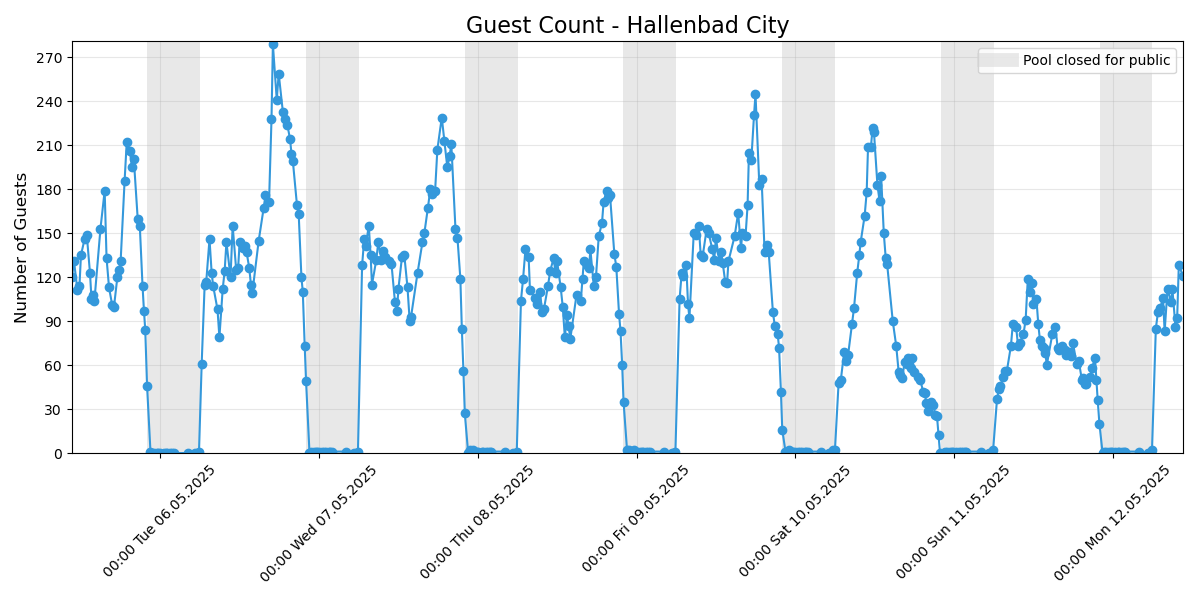 Guest Count - Hallenbad City
Pool closed for public
Number of Guests
270
240
210
180
150
120
90
60
30
0
00:00 Tue 06.05.2025
00:00 Wed 07.05.2025
00:00 Thu 08.05.2025
00:00 Fri 09.05.2025
00:00 Sat 10.05.2025
00:00 Sun 11.05.2025
00:00 Mon 12.05.2025